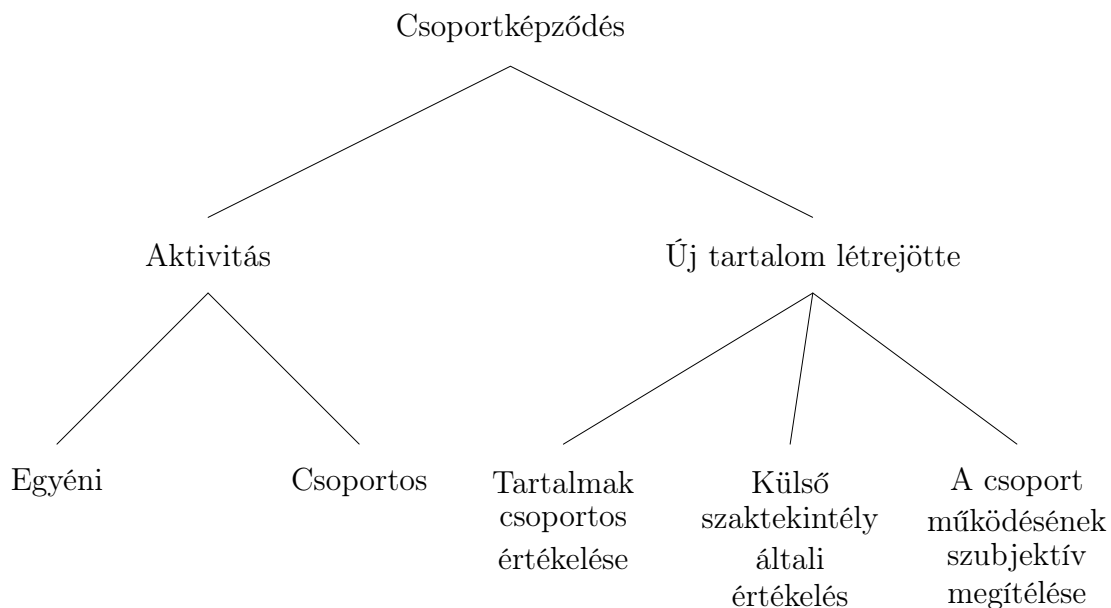 Csoportképződés
Aktivitás
Új tartalom létrejötte
Egyéni
Csoportos
Tartalmak
csoportos
értékelése
Külső
szaktekintély
általi
értékelés
A csoport
működésének
szubjektív
megítélése